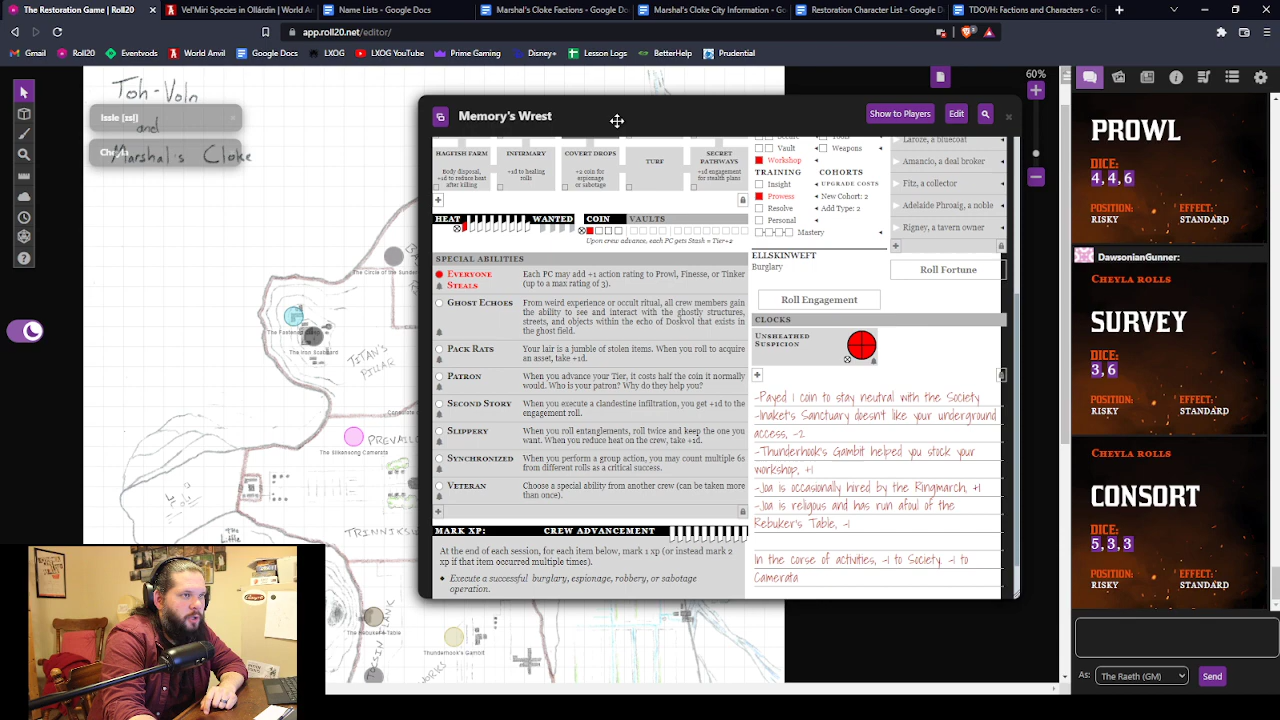 The Restoration Game | Roll20
Vel'Miri Species in Ollárdin | World A
Name Lists - Google Docs
Marshal's Cloke Factions - Google Do
Marshal's Cloke City Information - Go
Restoration Character List - Google D
TDOVH: Factions and Characters - G
app.roll20.net/editor/
Gmail
Roll20
DNDBeyond
Eventbrite
World Anvil
Google Drive
LXOG
LXOG YouTube
Prime Gaming
Disney+
Lesson Logs
BetterHelp
Prudential
60%
Toh-Voln
and
Marshal's Cloke
Issle [ɪsl]
Cheyla
The Iron Scabbard
TITAN'S
PILLAR
The Silkensong Camerata
PREVAIL
The Little
Thunderhook's Gambit
Memory's Wrest
Show to Players
Edit
HAGFISH FARM
Body disposal, +1d to reduce heat after killing
INFIRMARY
+1d to healing rolls
COVERT DROPS
+2 coin for espionage or sabotage
TURF
SECRET PATHWAYS
+1d engagement for stealth plans
HEAT
WANTED
COIN
VAULTS
Upon crew advance, each PC gets Stash = Tier+2
SPECIAL ABILITIES
EVERYONE STEALS
Each PC may add +1 action rating to Prowl, Finesse, or Tinker
(up to a max rating of 3).
GHOST ECHOES
From weird experience or occult ritual, all crew members gain
the ability to see and interact with the ghostly structures,
streets, and objects within the echo of Doskvol that exists in
the ghost field.
PACK RATS
Your lair is a jumble of stolen items. When you roll to acquire
an asset, take +1d.
PATRON
When you advance your Tier, it costs half the coin it normally
would. Who is your patron? Why do they help you?
SECOND STORY
When you execute a clandestine infiltration, you get +1d to the
engagement roll.
SLIPPERY
When you roll entanglements, roll twice and keep the one you
want. When you reduce heat on the crew, take +1d.
SYNCHRONIZED
When you perform a group action, you may count multiple 6s
from different rolls as a critical success.
VETERAN
Choose a special ability from another crew (can be taken more
than once).
MARK XP:
CREW ADVANCEMENT
At the end of each session, for each item below, mark 1 xp (or instead mark 2
xp if that item occurred multiple times).
Execute a successful burglary, espionage, robbery, or sabotage
operation.
Vault
Weapons
Workshop
TRAINING
COHORTS
Insight
UPGRADE COSTS
Prowess
New Cohort: 2
Resolve
Add Type: 2
Personal
Mastery
Laroze, a bluecoat
Amancio, a deal broker
Fitz, a collector
Adelaide Phroaig, a noble
Rigney, a tavern owner
ELLSKINWEFT
Burglary
Roll Fortune
Roll Engagement
CLOCKS
UNSHEATHED
SUSPICION
-Payed 1 coin to stay neutral with the Society
-Inaket's Sanctuary doesn't like your underground
access, -2
-Thunderhook's Gambit helped you stock your
workshop, +1
-Joa is occasionally hired by the Ringmarch, +1
-Joa is religous and has run afoul of the
Rebuker's Table, -1
In the corse of activities, -1 to Society. -1 to
Camerata
PROWL
DICE:
4, 4, 6
POSITION:
RISKY
EFFECT:
STANDARD
DawsonianGunner:
CHEYLA ROLLS
SURVEY
DICE:
3, 6
POSITION:
RISKY
EFFECT:
STANDARD
CHEYLA ROLLS
CONSORT
DICE:
5, 3, 3
POSITION:
RISKY
EFFECT:
STANDARD
As:
The Raeth (GM)
Send